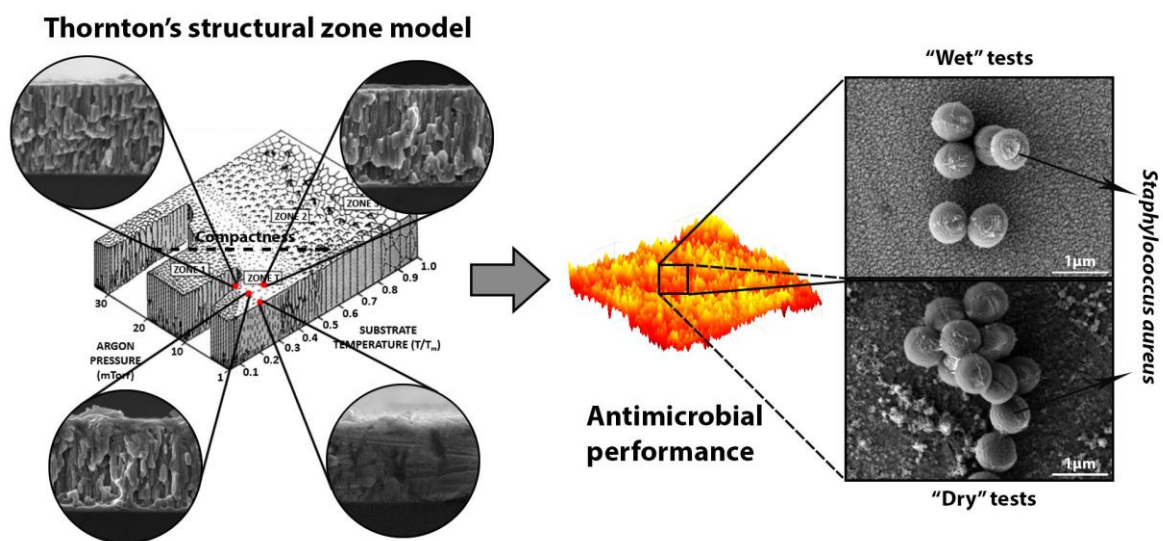 Thornton's structural zone model
ZONE 2
ZONE 3
Compactness
ZONE 1
ZONE T
30
20
10
1
ARGON
PRESSURE
(mTorr)
0.1
0.2
0.3
0.4
0.5
0.6
0.7
0.8
0.9
1.0
SUBSTRATE
TEMPERATURE (T/Tm)
Antimicrobial
performance
“Wet” tests
1µm
Staphylococcus aureus
1µm
“Dry” tests